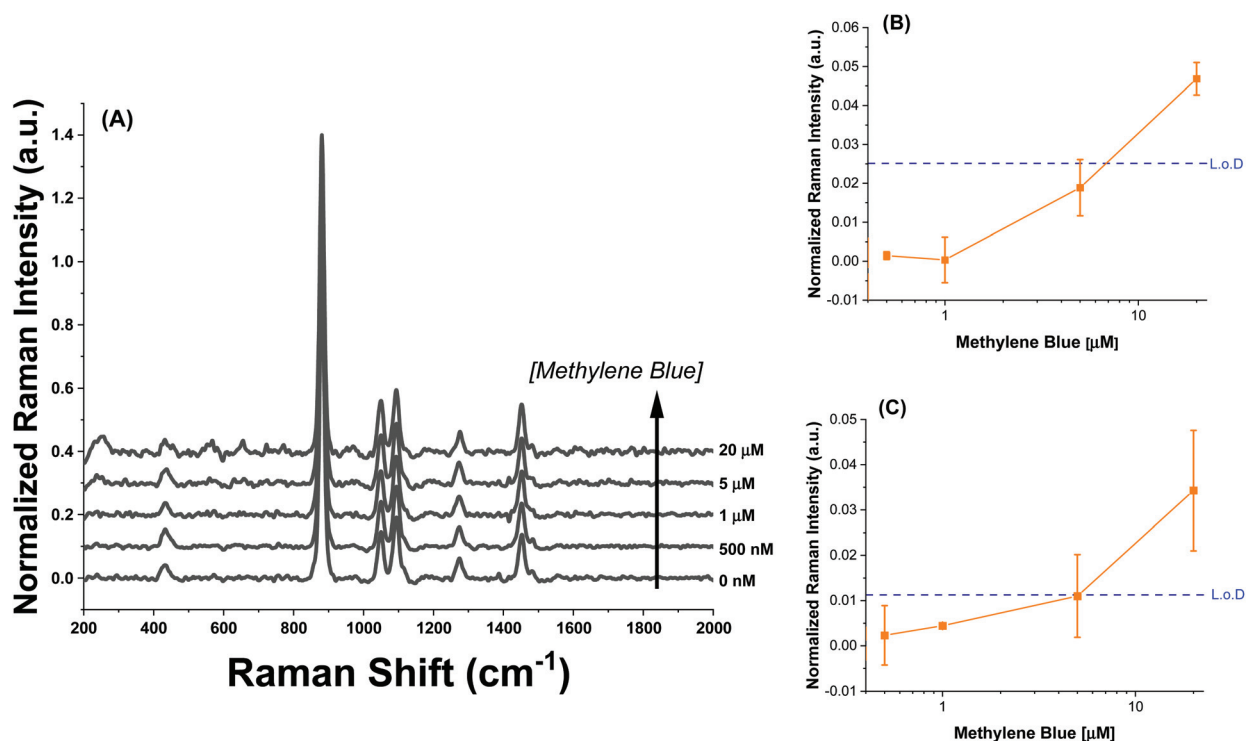 (A)
Normalized Raman Intensity (a.u.)
1.4
1.2
1.0
0.8
0.6
0.4
0.2
0.0
[Methylene Blue]
20 μM
5 μM
1 μM
500 nM
0 nM
200 400 600 800 1000 1200 1400 1600 1800 2000
Raman Shift (cm⁻¹)
(B)
Normalized Raman Intensity (a.u.)
0.06
0.05
0.04
0.03
0.02
0.01
0.00
-0.01
L.o.D
1 10
Methylene Blue [μM]
(C)
Normalized Raman Intensity (a.u.)
0.05
0.04
0.03
0.02
0.01
0.00
-0.01
L.o.D
1 10
Methylene Blue [μM]